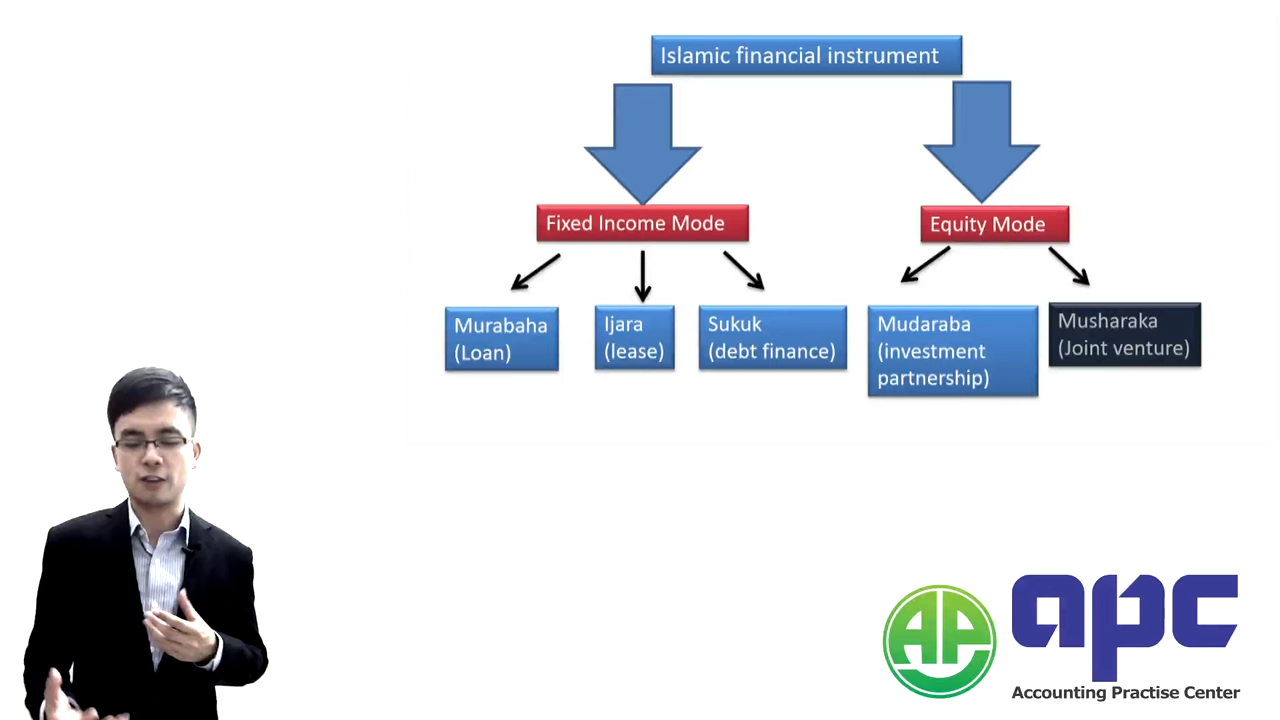 Islamic financial instrument
Fixed Income Mode
Equity Mode
Murabaha
(Loan)
Ijara
(lease)
Sukuk
(debt finance)
Mudaraba
(investment
partnership)
Musharaka
(Joint venture)
AP
apc
Accounting Practise Center